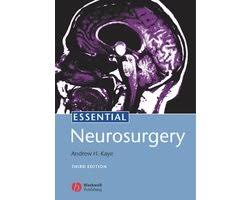 ESSENTIAL
Neurosurgery
Andrew H. Kaye
THIRD EDITION
Blackwell
Publishing